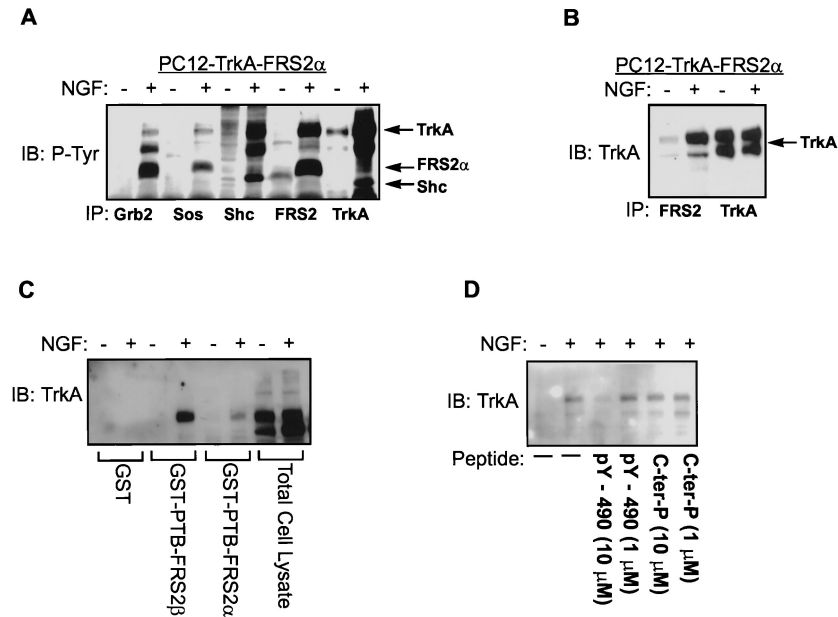 A
PC12-TrkA-FRS2α
NGF: - + - + - + - + - +
IB: P-Tyr
TrkA
FRS2α
Shc
IP: Grb2 Sos Shc FRS2 TrkA
B
PC12-TrkA-FRS2α
NGF: - + - +
IB: TrkA
TrkA
IP: FRS2 TrkA
C
NGF: - + - + - + - +
IB: TrkA
GST
GST-PTB-FRS2β
GST-PTB-FRS2α
Total Cell Lysate
D
NGF: - + + + + +
IB: TrkA
Peptide: — —
pY - 490 (10 μM)
pY - 490 (1 μM)
C-ter-P (10 μM)
C-ter-P (1 μM)